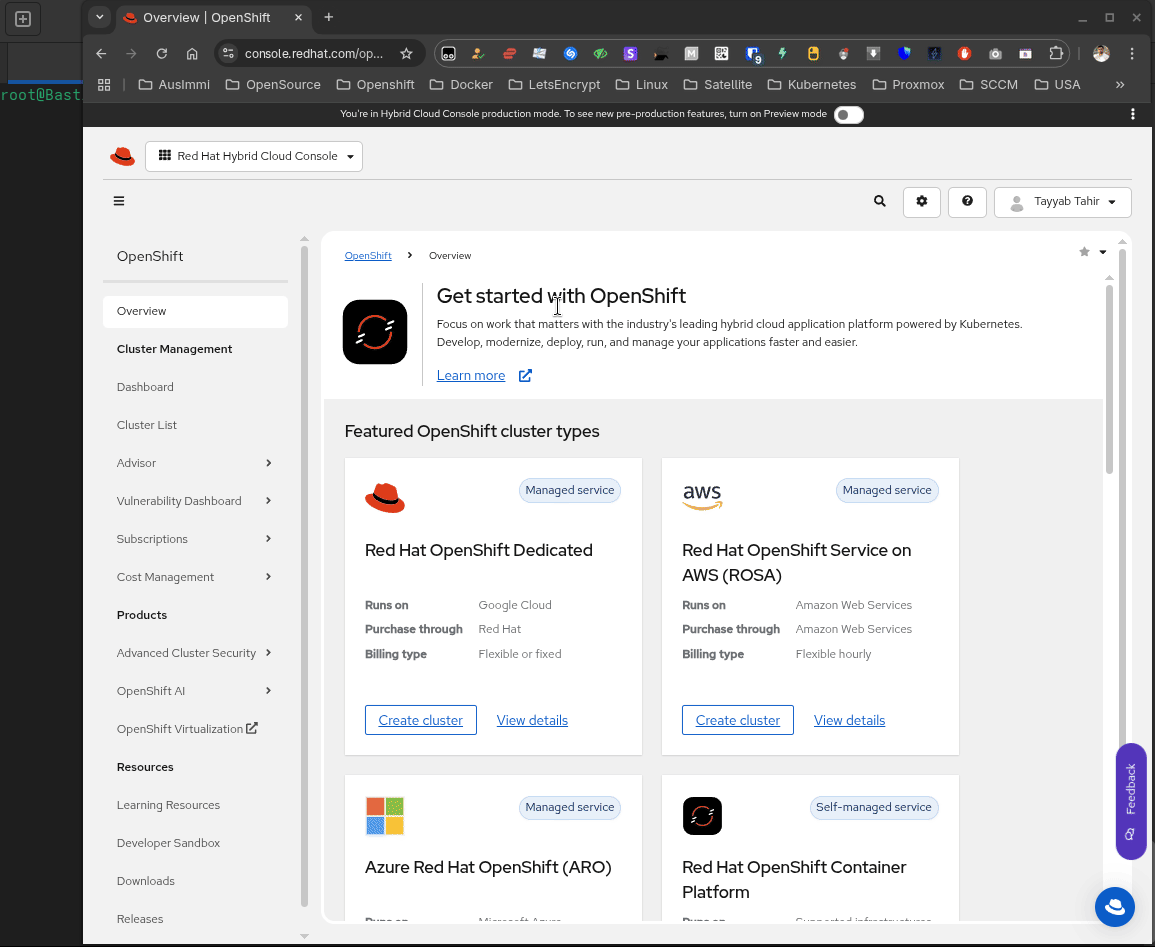 Overview | OpenShift
console.redhat.com/op...
9
AusImmi
OpenSource
Openshift
Docker
LetsEncrypt
Linux
Satellite
Kubernetes
Proxmox
SCCM
USA
root@Bast
You're in Hybrid Cloud Console production mode. To see new pre-production features, turn on Preview mode
Red Hat Hybrid Cloud Console
Tayyab Tahir
OpenShift
Overview
Cluster Management
Dashboard
Cluster List
Advisor
Vulnerability Dashboard
Subscriptions
Cost Management
Products
Advanced Cluster Security
OpenShift AI
OpenShift Virtualization
Resources
Learning Resources
Developer Sandbox
Downloads
Releases
OpenShift > Overview
Get started with OpenShift
Focus on work that matters with the industry's leading hybrid cloud application platform powered by Kubernetes.
Develop, modernize, deploy, run, and manage your applications faster and easier.
Learn more
Featured OpenShift cluster types
Managed service
Red Hat OpenShift Dedicated
Runs on Google Cloud
Purchase through Red Hat
Billing type Flexible or fixed
Create cluster View details
aws
Managed service
Red Hat OpenShift Service on
AWS (ROSA)
Runs on Amazon Web Services
Purchase through Amazon Web Services
Billing type Flexible hourly
Create cluster View details
Managed service
Azure Red Hat OpenShift (ARO)
Runs on Microsoft Azure
Self-managed service
Red Hat OpenShift Container
Platform
Runs on Supported infrastructures
Feedback